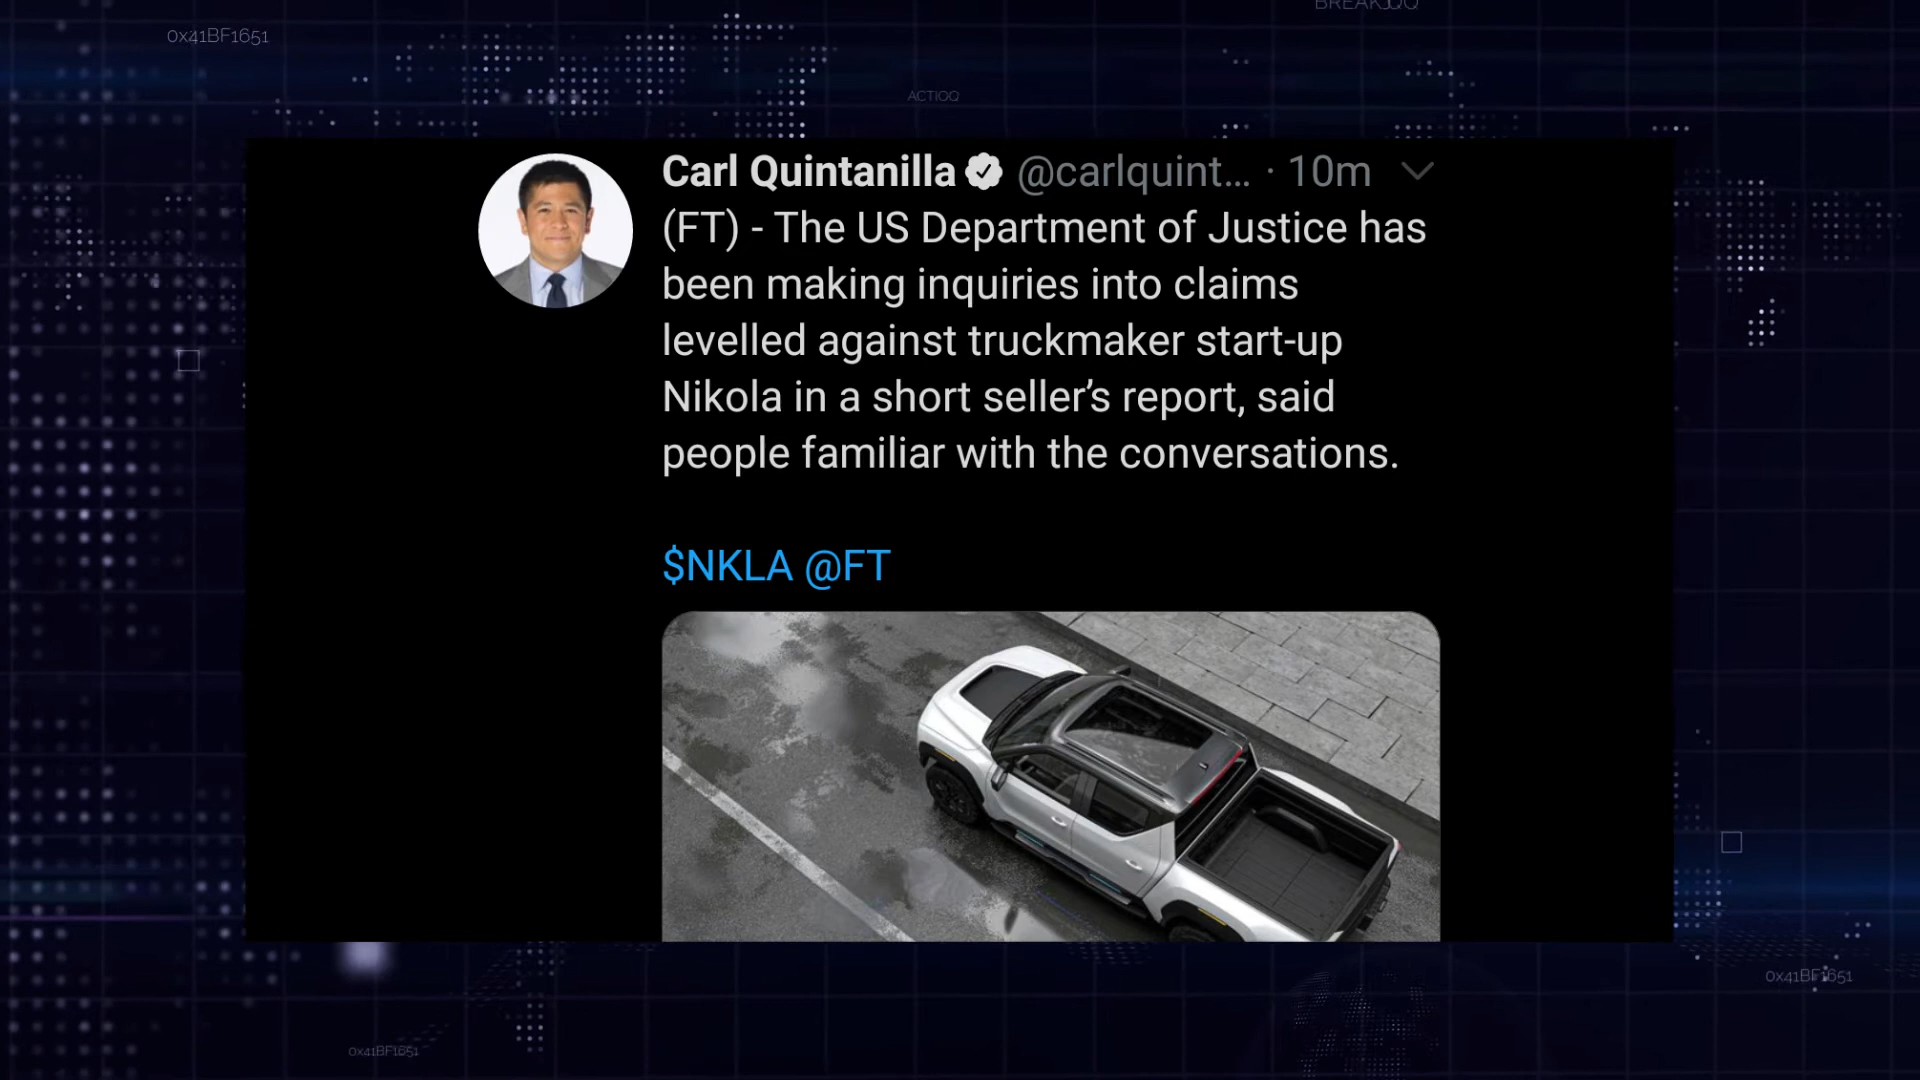 BREAKJQQ
0x41BF1651
ACTIOQ
Carl Quintanilla @carlquint... · 10m
(FT) - The US Department of Justice has
been making inquiries into claims
levelled against truckmaker start-up
Nikola in a short seller’s report, said
people familiar with the conversations.
$NKLA @FT
0x41BF1651
0x41BF1651